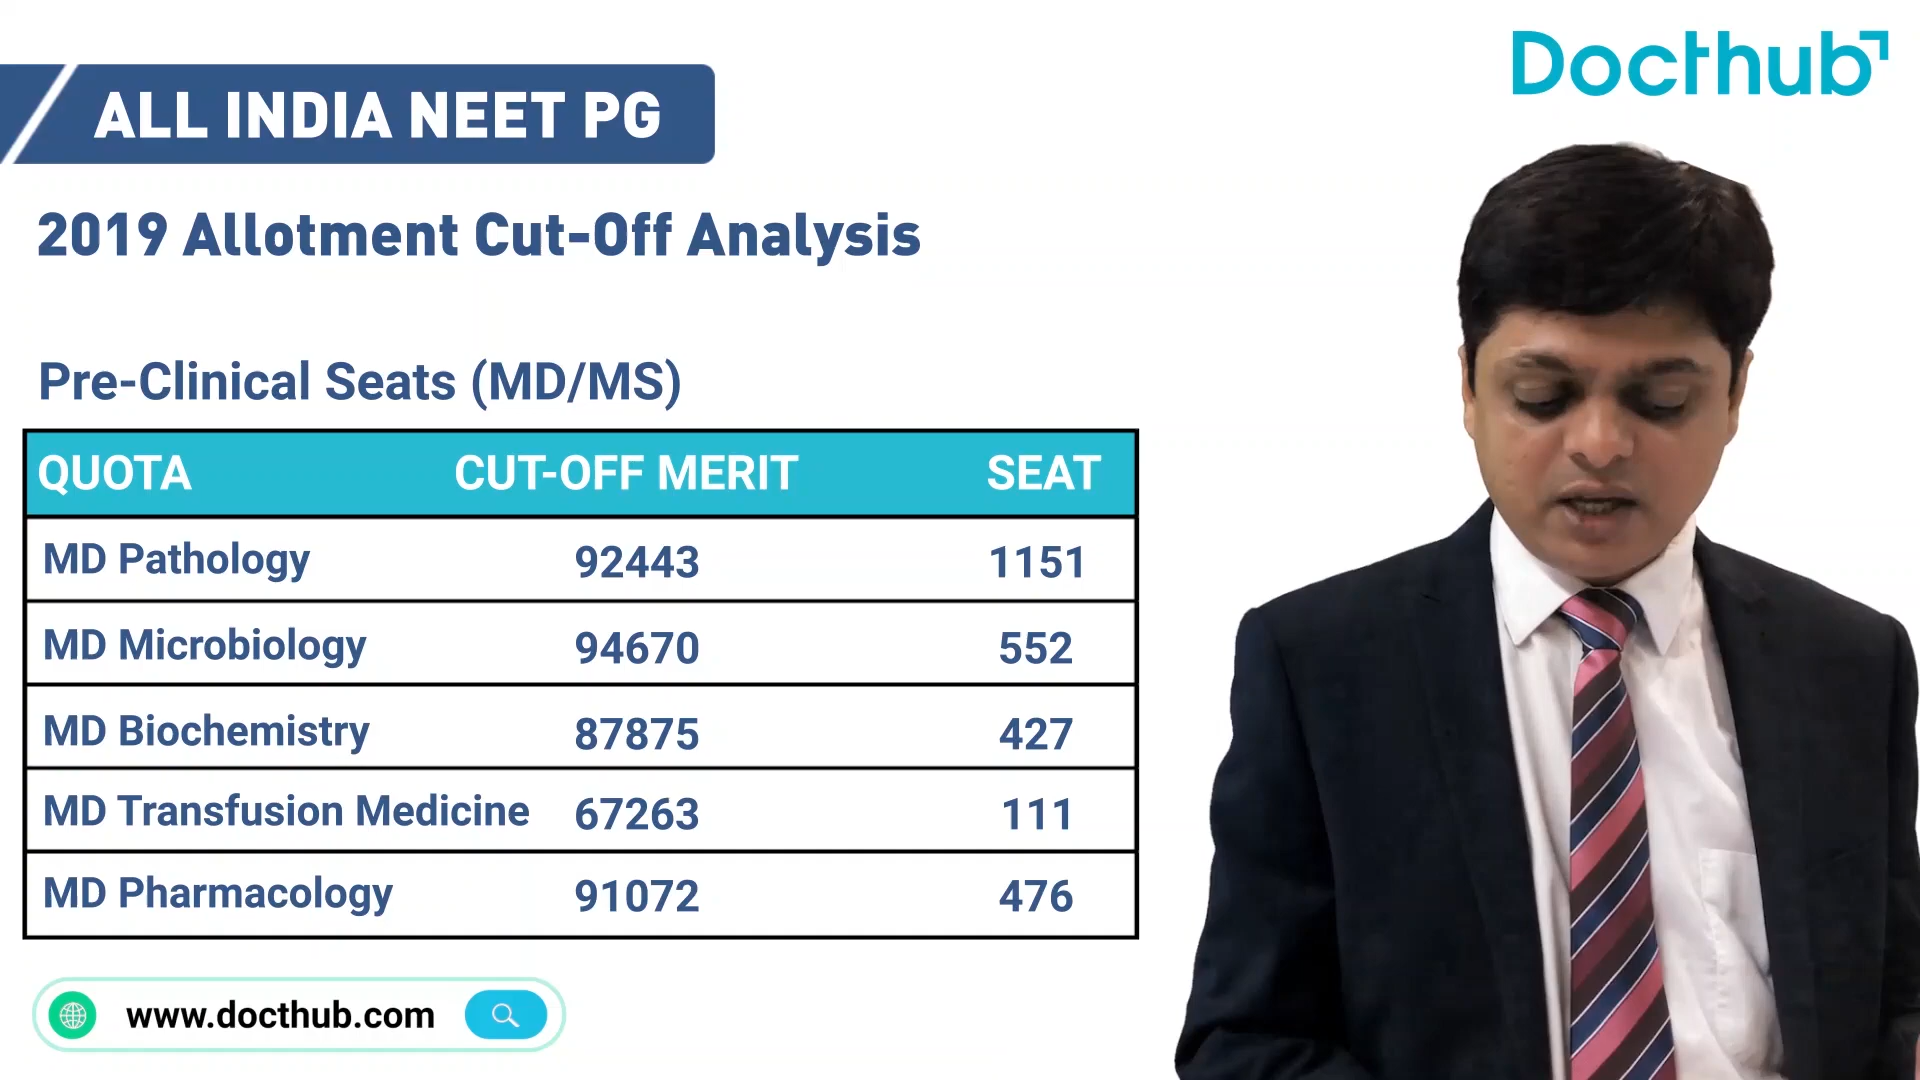 Docthub
ALL INDIA NEET PG
2019 Allotment Cut-Off Analysis
Pre-Clinical Seats (MD/MS)
QUOTA CUT-OFF MERIT SEAT
MD Pathology 92443 1151
MD Microbiology 94670 552
MD Biochemistry 87875 427
MD Transfusion Medicine 67263 111
MD Pharmacology 91072 476
www.docthub.com